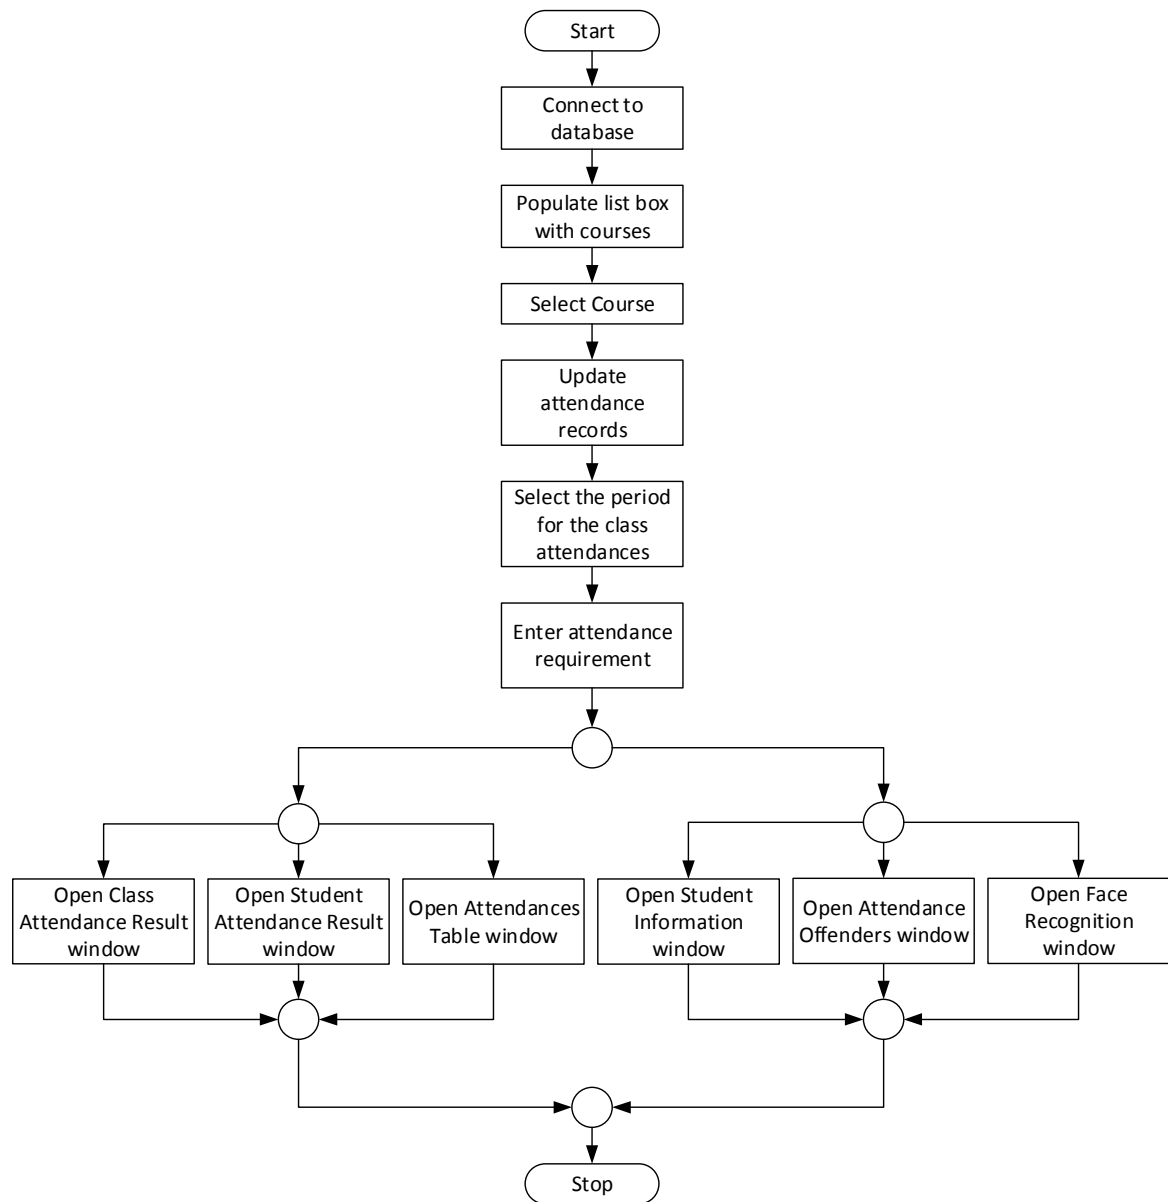 Start
Connect to
database
Populate list box
with courses
Select Course
Update
attendance
records
Select the period
for the class
attendances
Enter attendance
requirement
Open Class
Attendance Result
window
Open Student
Attendance Result
window
Open Attendances
Table window
Open Student
Information
window
Open Attendance
Offenders window
Open Face
Recognition
window
Stop